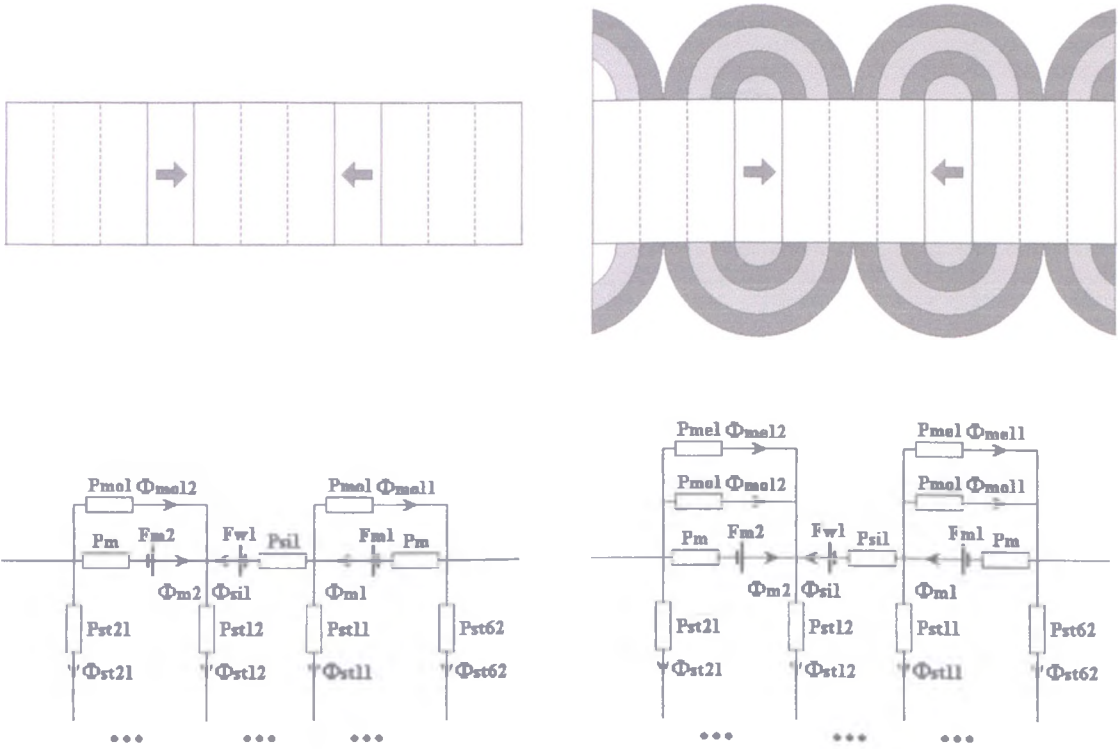 Pmol Φmol2 Pmol Φmol1
Pm Fm2 Fw1 Psi1 Fm1 Pm
Φm2 Φsi1 Φm1
Pst21 Pst12 Pst11 Pst62
Φst21 Φst12 Φst11 Φst62
••• ••• •••
Pmel Φmel2 Pmel Φmel1
Pmol Φmol2 Pmol Φmol1
Pm Fm2 Fw1 Psi1 Fm1 Pm
Φm2 Φsi1 Φm1
Pst21 Pst12 Pst11 Pst62
Φst21 Φst12 Φst11 Φst62
••• ••• •••